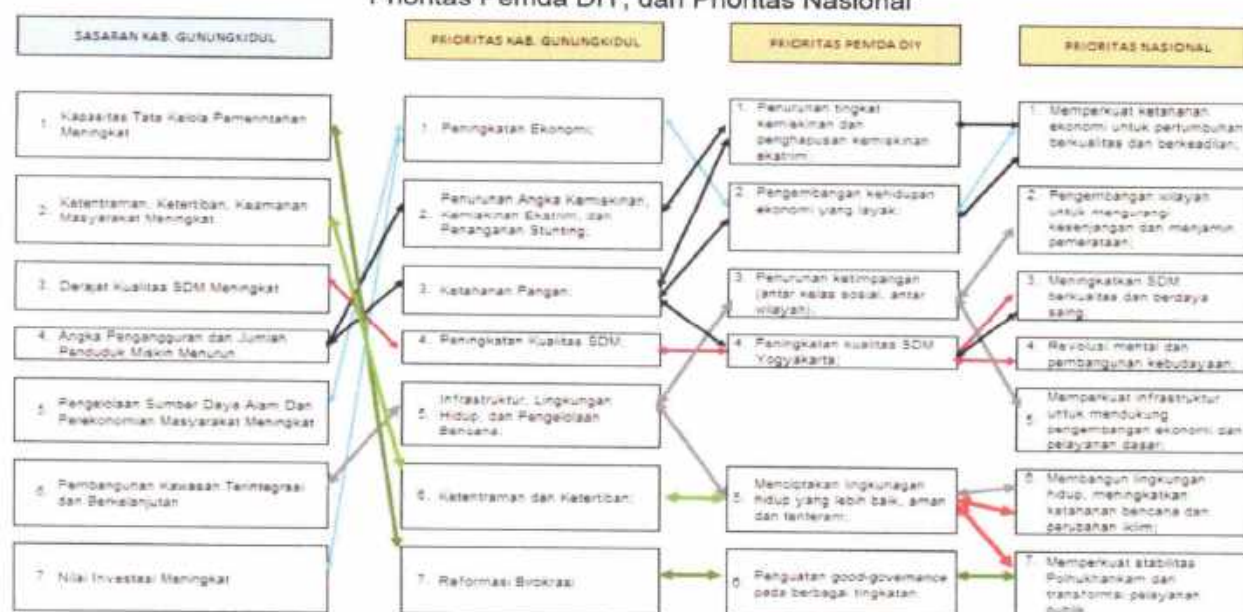 Prioritas Pemda DIY, dan Prioritas Nasional
SASARAN KAB. GUNUNGKIDUL
1. Kapasitas Tata Kelola Pemerintahan
Meningkat
2. Ketentraman, Ketertiban, Keamanan
Masyarakat Meningkat
3. Derajat Kualitas SDM Meningkat
4. Angka Pengangguran dan Jumlah
Penduduk Miskin Menurun
5. Pengelolaan Sumber Daya Alam Dan
Perekonomian Masyarakat Meningkat
6. Pembangunan Kawasan Terintegrasi
dan Berkelanjutan
7. Nilai Investasi Meningkat
PRIORITAS KAB. GUNUNGKIDUL
1. Peningkatan Ekonomi;
2. Penurunan Angka Kemiskinan,
Kemiskinan Ekstrim, dan
Penanganan Stunting;
3. Ketahanan Pangan;
4. Peningkatan Kualitas SDM;
5. Infrastruktur, Lingkungan
Hidup, dan Pengelolaan
Bencana;
6. Ketentraman dan Ketertiban;
7. Reformasi Birokrasi
PRIORITAS PEMDA DIY
1. Penurunan tingkat
kemiskinan dan
penghapusan kemiskinan
ekstrim;
2. Pengembangan kehidupan
ekonomi yang layak;
3. Penurunan ketimpangan
(antar kelas sosial, antar
wilayah);
4. Peningkatan kualitas SDM
Yogyakarta;
5. Menciptakan lingkunagan
hidup yang lebih baik, aman
dan tenteram;
6. Penguatan good-governance
pada berbagai tingkatan
PRIORITAS NASIONAL
1. Memperkuat ketahanan
ekonomi untuk pertumbuhan
berkualitas dan berkeadilan;
2. Pengembangan wilayah
untuk mengurangi
kesenjangan dan menjamin
pemerataan;
3. Meningkatkan SDM
berkualitas dan berdaya
saing;
4. Revolusi mental dan
pembangunan kebudayaan;
5. Memperkuat infrastruktur
untuk mendukung
pengembangan ekonomi dan
pelayanan dasar;
6. Membangun lingkungan
hidup, meningkatkan
ketahanan bencana dan
perubahan iklim;
7. Memperkuat stabilitas
Polhukhankam dan
transformsi pelayanan
publik